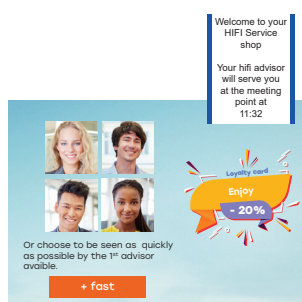 Welcome to your
HIFI Service
shop
Your hifi advisor
will serve you
at the meeting
point at
11:32
Loyalty card
Enjoy
- 20%
Or choose to be seen as quickly
as possible by the 1st advisor
avaible.
+ fast